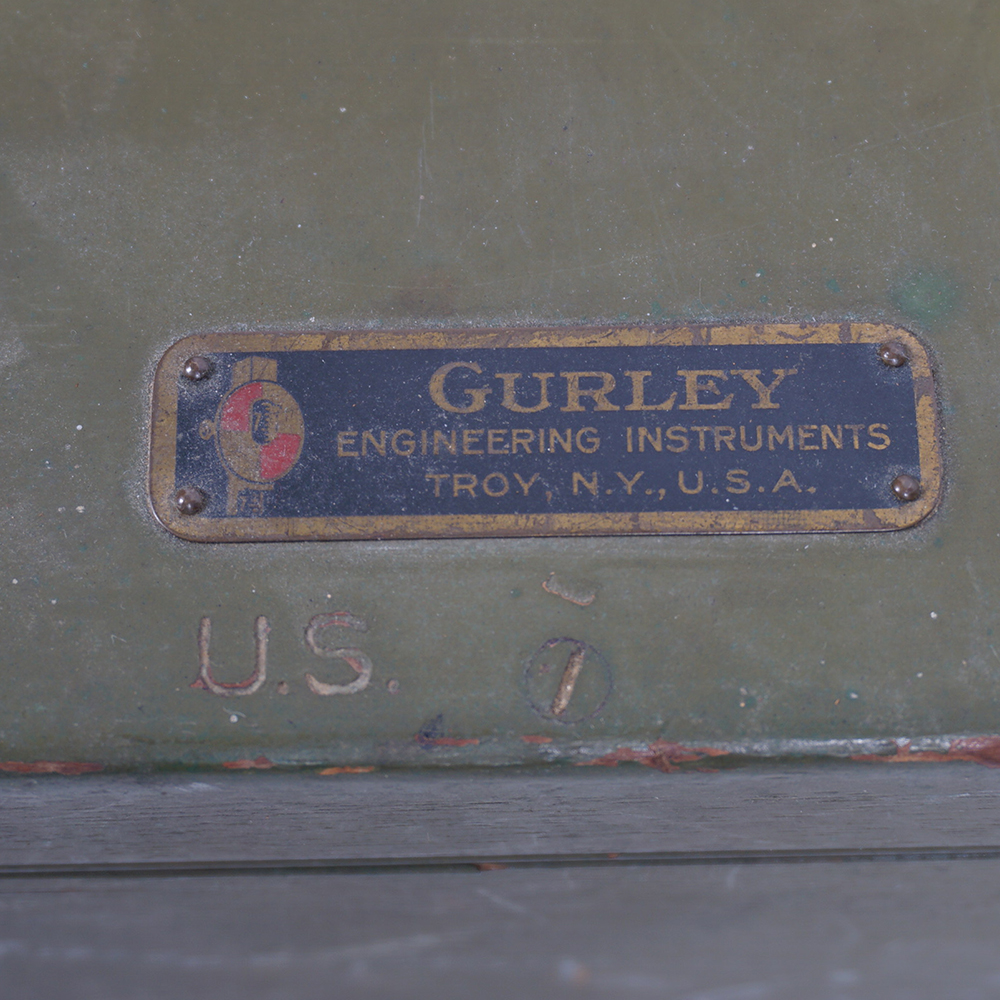 GURLEY
ENGINEERING INSTRUMENTS
TROY, N.Y., U.S.A.
U.S.